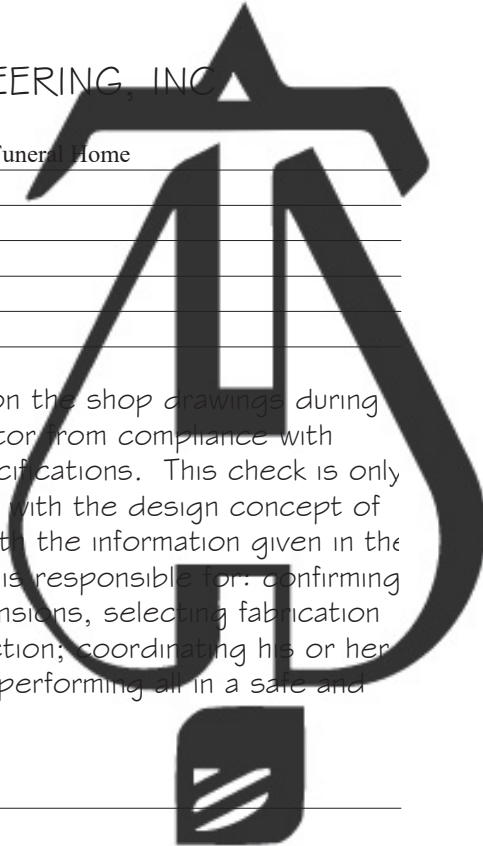 EERING, INC
Funeral Home
on the shop drawings during
tor from compliance with
cifications. This check is only
with the design concept of
th the information given in the
is responsible for: confirming
nsions, selecting fabrication
ction; coordinating his or her
performing all in a safe and